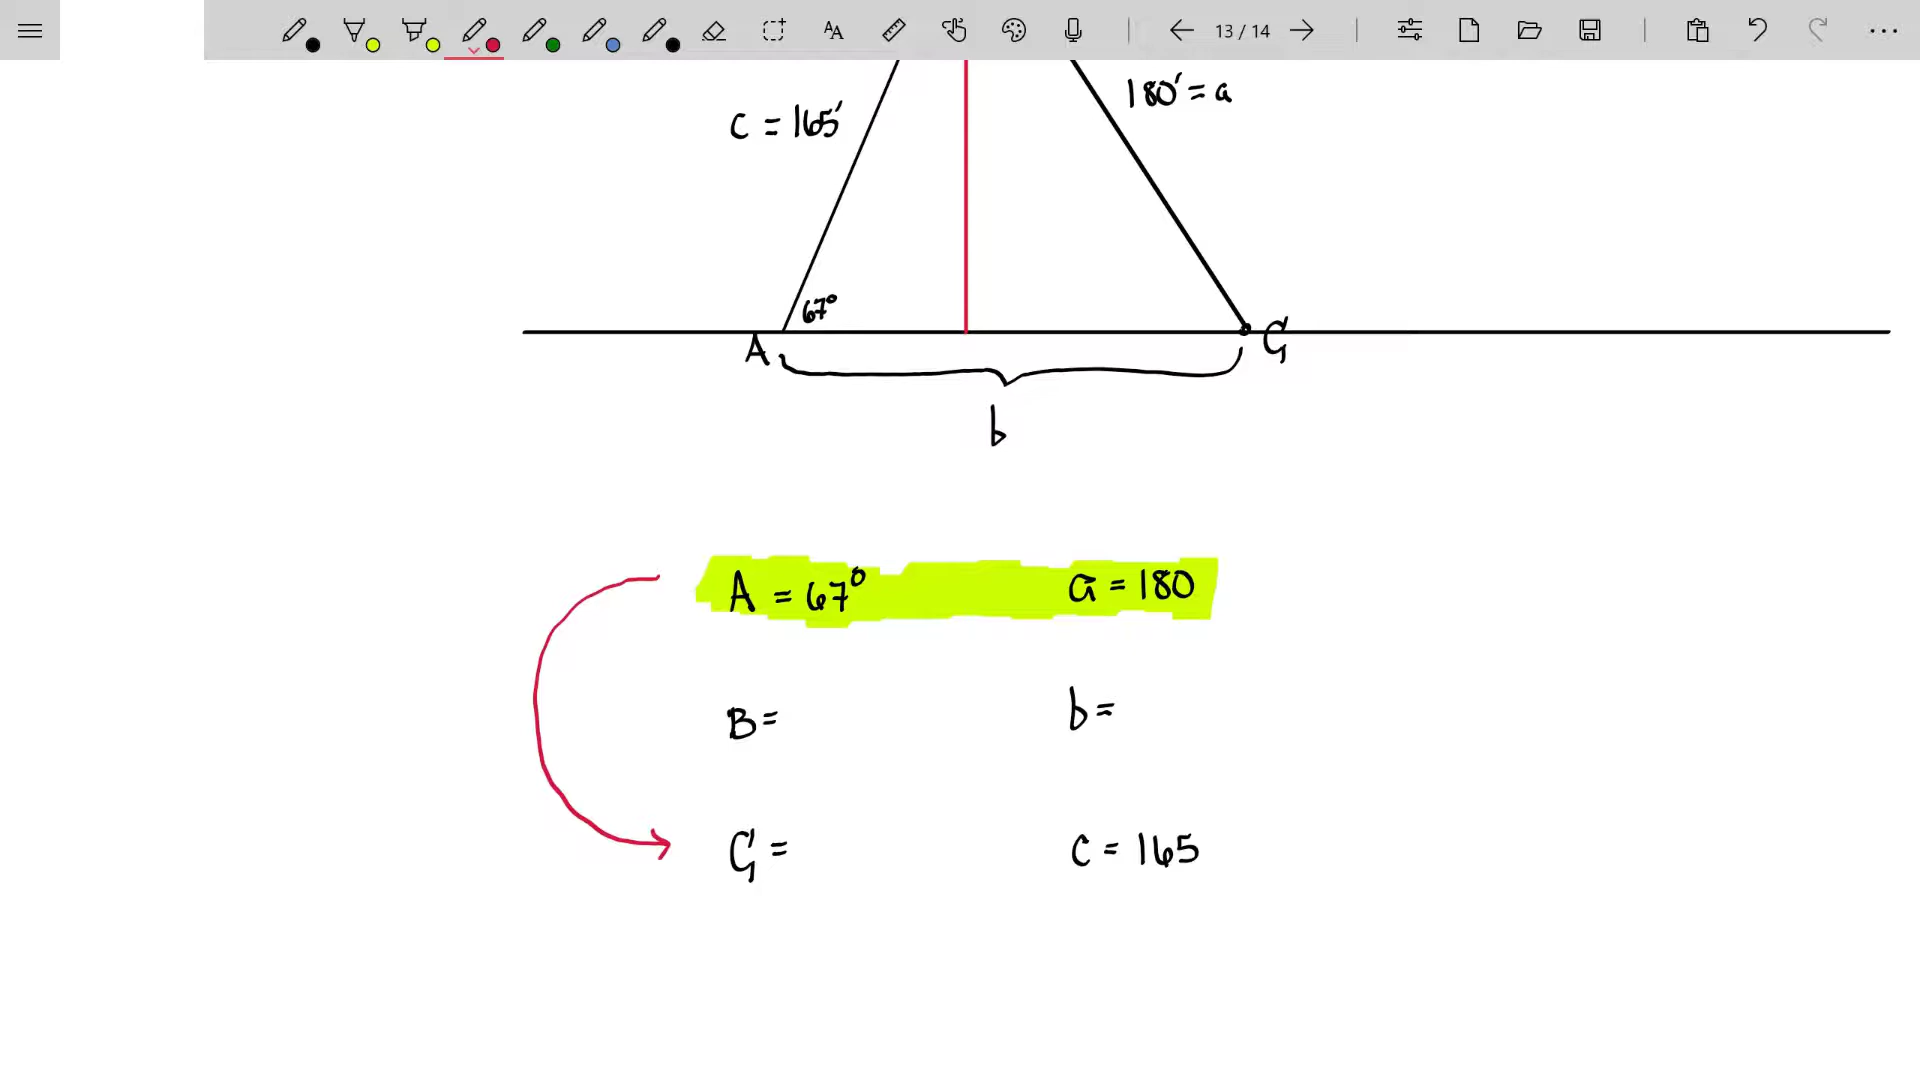 13 / 14
180' = a
c = 165'
67°
A
C
b
A = 67° a = 180
B = b =
C = c = 165